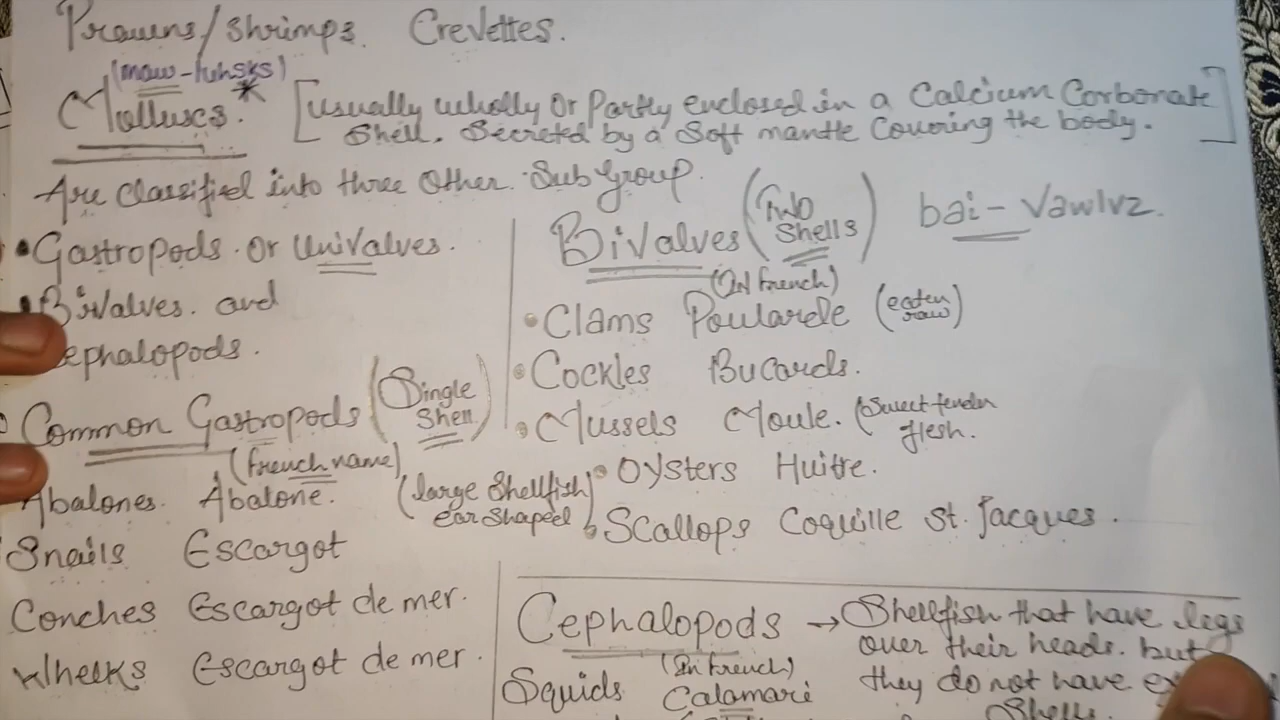 Prawns/Shrimps. Crevettes.
(maw-luhsks)
Molluscs.* [usually wholly Or Partly enclosed in a Calcium Carbonate
Shell. Secreted by a Soft mantle Covering the body.]
Are Classified into three Other Sub Group.
• Gastropods or Univalves.
• Bivalves. and
ephalopods.
Common Gastropods (Single
Shell)
(french name)
Abalones. Abalone. (large Shellfish)
ear Shaped
Snails Escargot
Conches Escargot de mer.
Whelks Escargot de mer.
Bivalves (Two
Shells) bai-Vawlvz.
(In french)
• Clams Poularde (eaten
raw)
• Cockles Bucards.
• Mussels Moule. (Sweet tender
flesh.
• Oysters Huitre.
• Scallops Coquille St. Jacques.
Cephalopods → Shellfish that have legs
over their heads. but
(In French) they do not have
Squids Calamari
Shells.